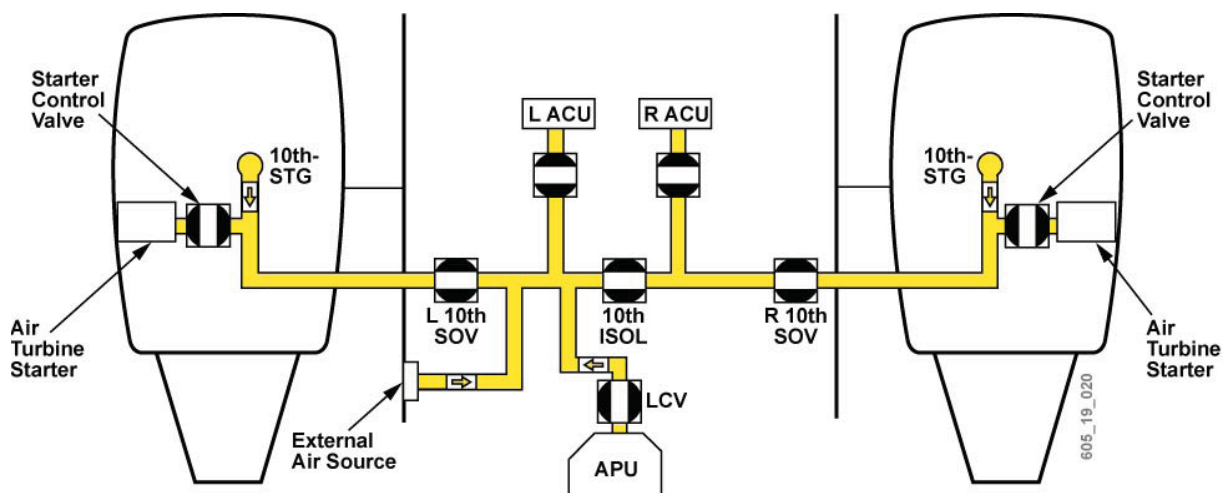 Starter
Control
Valve
10th-
STG
L ACU
R ACU
10th-
STG
Starter
Control
Valve
L 10th
SOV
10th
ISOL
R 10th
SOV
Air
Turbine
Starter
External
Air Source
LCV
APU
Air
Turbine
Starter
605_19_020